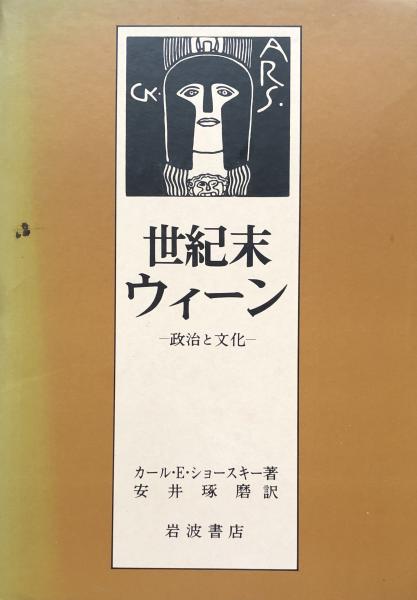 ARS.
GK.
世紀末
ウィーン
―政治と文化―
カール・E・ショースキー著
安井琢磨訳
岩波書店